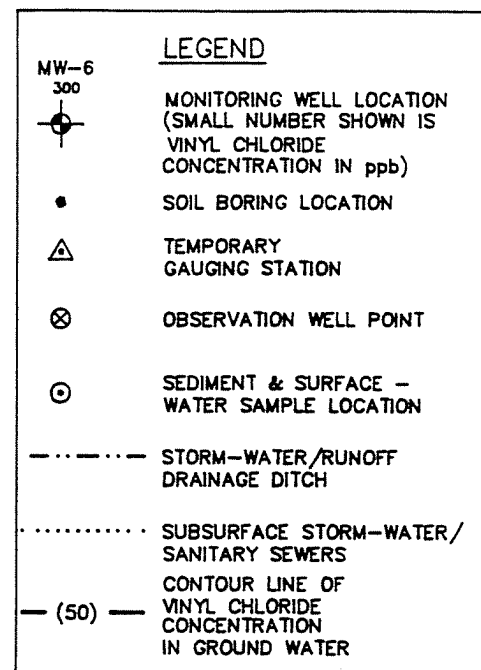 LEGEND
MW-6
300
MONITORING WELL LOCATION
(SMALL NUMBER SHOWN IS
VINYL CHLORIDE
CONCENTRATION IN ppb)
SOIL BORING LOCATION
TEMPORARY
GAUGING STATION
OBSERVATION WELL POINT
SEDIMENT & SURFACE -
WATER SAMPLE LOCATION
STORM-WATER/RUNOFF
DRAINAGE DITCH
SUBSURFACE STORM-WATER/
SANITARY SEWERS
CONTOUR LINE OF
VINYL CHLORIDE
(50) CONCENTRATION
IN GROUND WATER